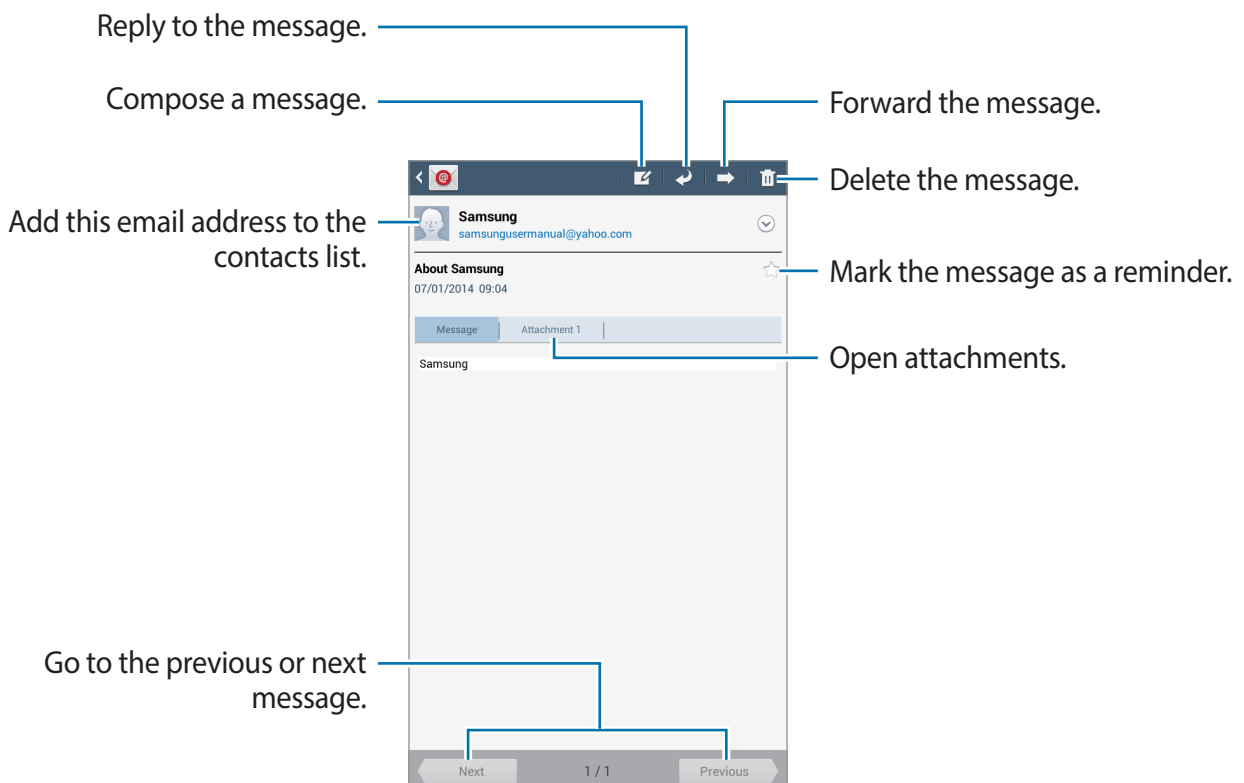 Reply to the message.
Compose a message.
Forward the message.
Delete the message.
Add this email address to the
contacts list.
@
Samsung
samsungusermanual@yahoo.com
About Samsung
07/01/2014 09:04
Mark the message as a reminder.
Message
Attachment 1
Open attachments.
Samsung
Go to the previous or next
message.
Next
1 / 1
Previous